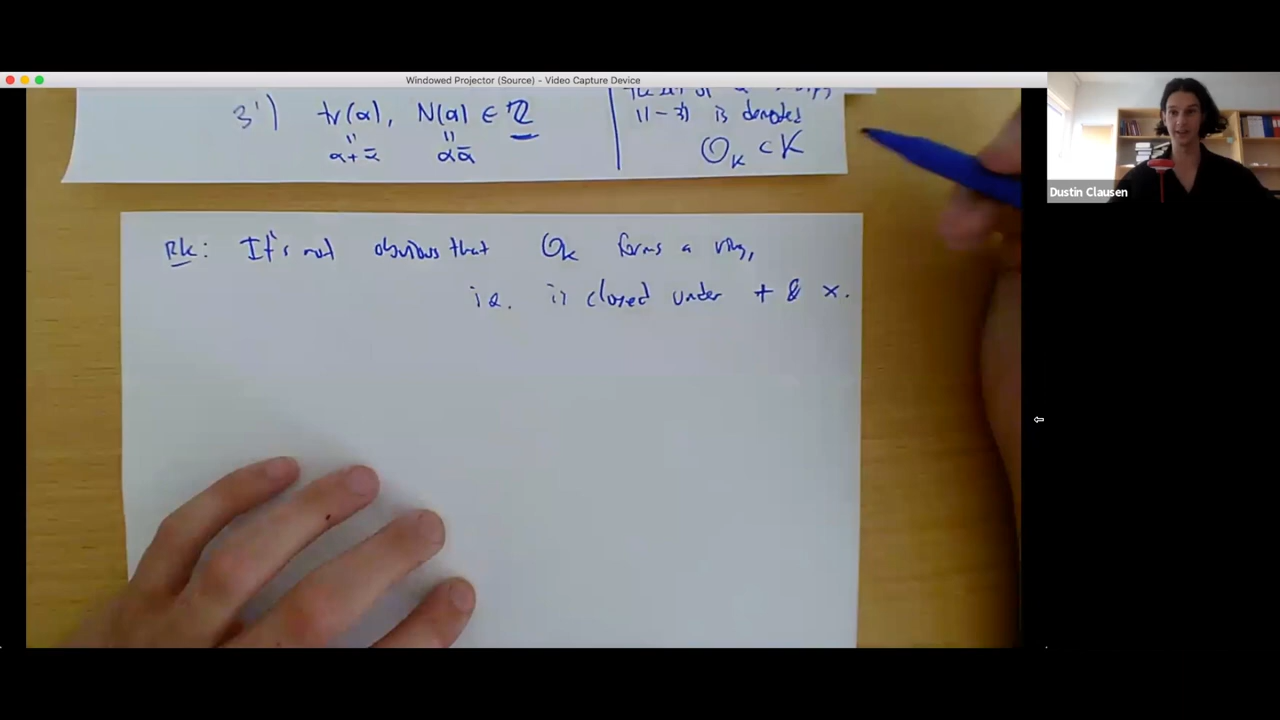 Windowed Projector (Source) - Video Capture Device
3') tr(α), N(α) ∈ ℤ
α+ᾱ αᾱ
1) - 3) is denoted
O_K ⊂ K
Dustin Clausen
Rk: It's not obvious that O_K forms a ring,
i.e. is closed under + & x.